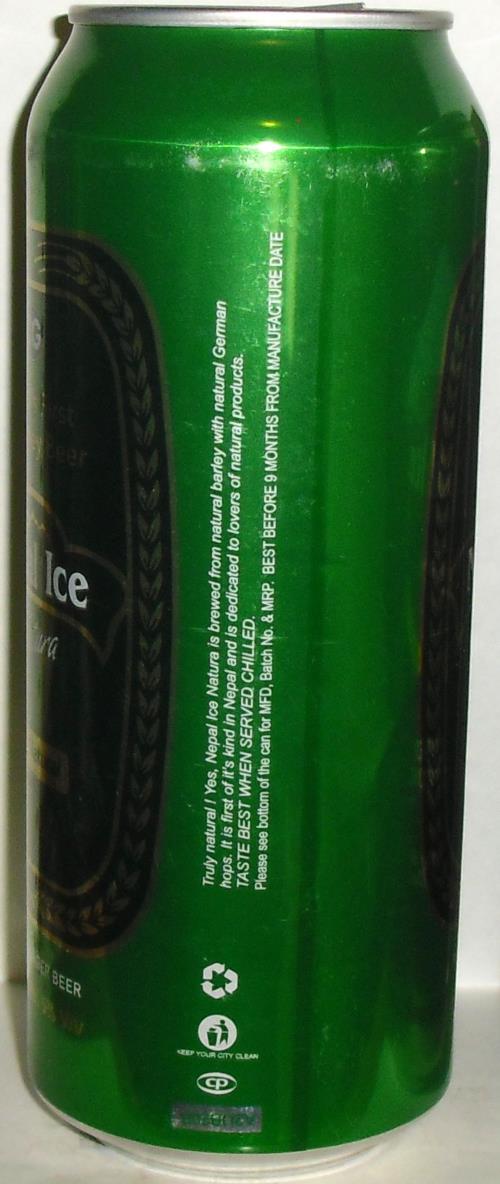 Truly natural ! Yes, Nepal Ice Natura is brewed from natural barley with natural German
hops. It is first of it's kind in Nepal and is dedicated to lovers of natural products.
TASTE BEST WHEN SERVED CHILLED.
Please see bottom of the can for MFD, Batch No. & MRP. BEST BEFORE 9 MONTHS FROM MANUFACTURE DATE
G
Beer
Ice
BEER
KEEP YOUR CITY CLEAN
CP